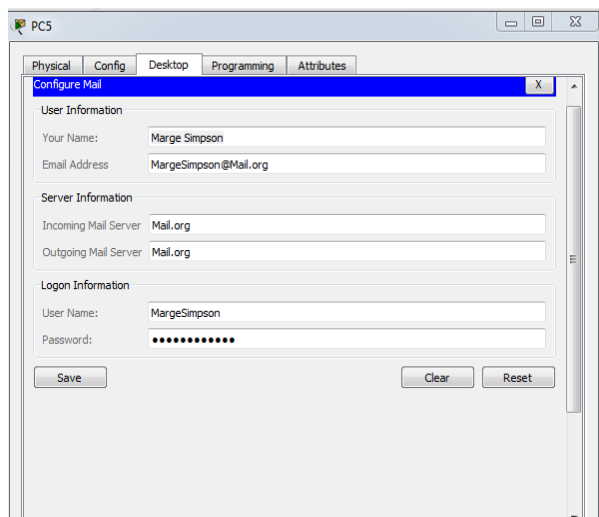 PC5
Physical Config Desktop Programming Attributes
Configure Mail X
User Information
Your Name: Marge Simpson
Email Address MargeSimpson@Mail.org
Server Information
Incoming Mail Server Mail.org
Outgoing Mail Server Mail.org
Logon Information
User Name: MargeSimpson
Password: ●●●●●●●●●●●●
Save Clear Reset